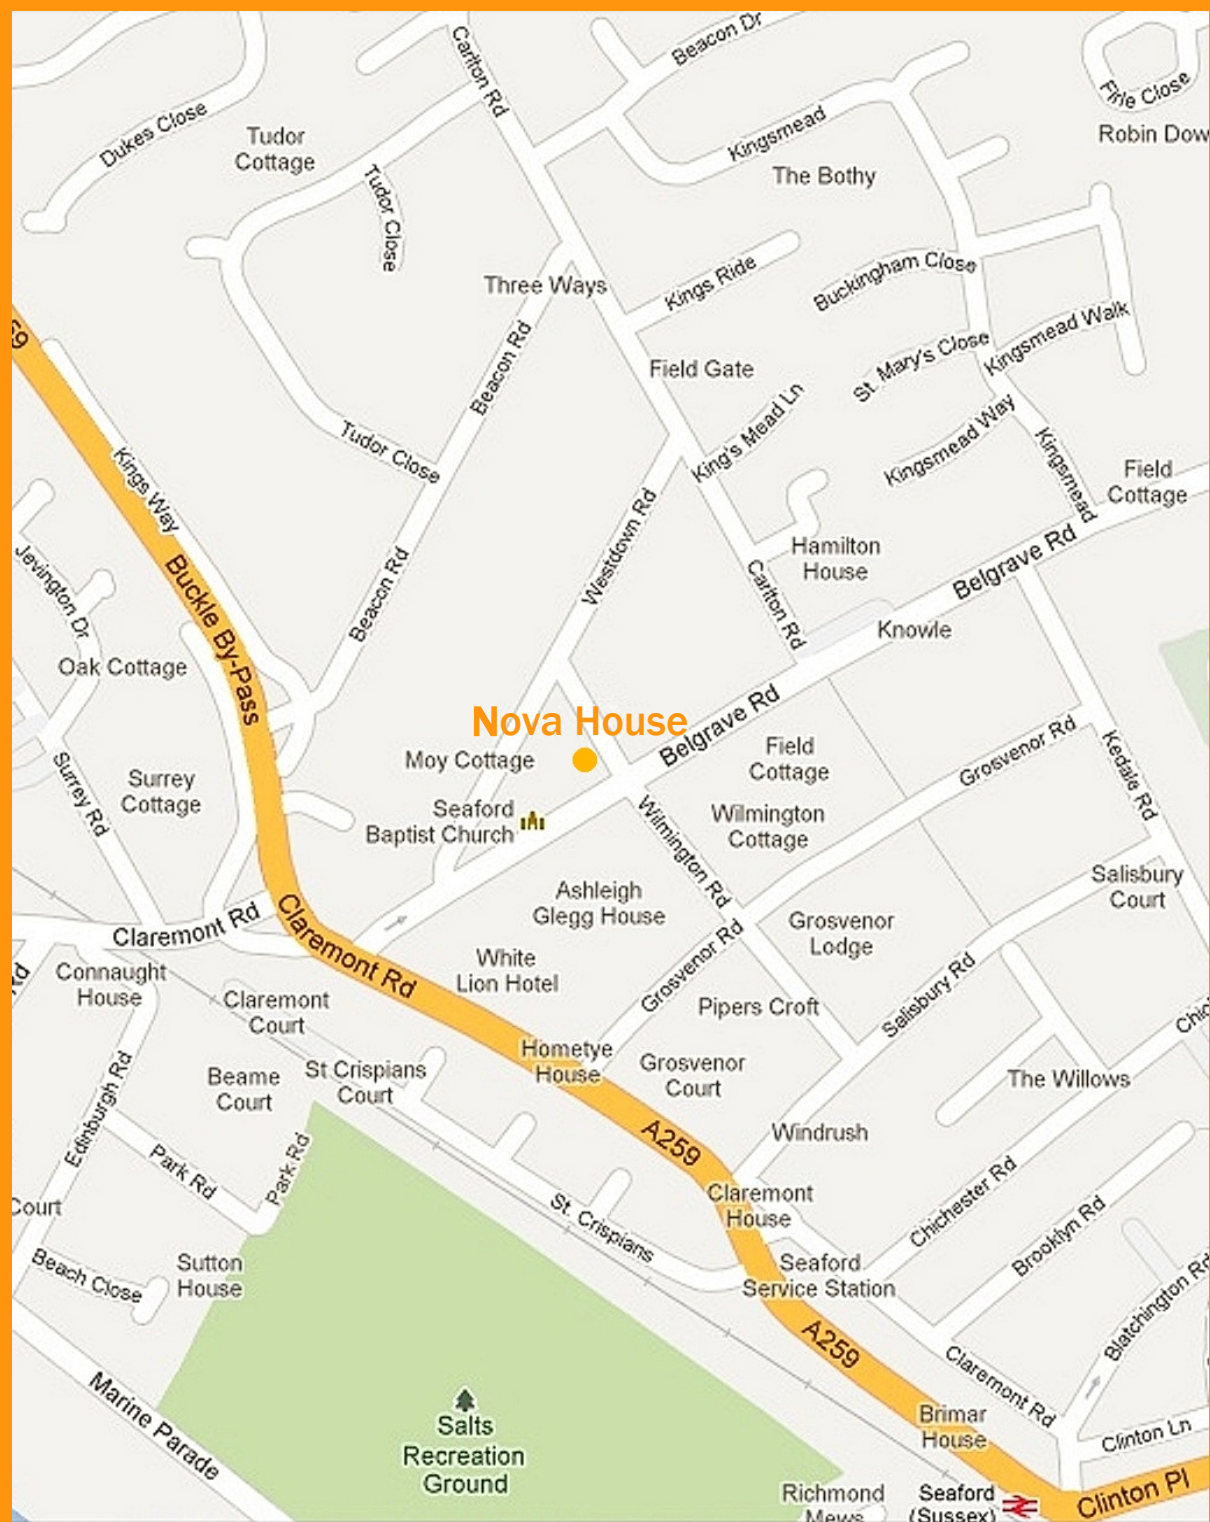 Beacon Dr
Carlton Rd
Firle Close
Dukes Close
Tudor
Cottage
Kingsmead
Robin Dow
The Bothy
Tudor Close
Three Ways
Kings Ride
Buckingham Close
59
Beacon Rd
Field Gate
St. Mary's Close
Kingsmead Walk
King's Mead Ln
Kingsmead Way
Tudor Close
Kingsmead
Field
Cottage
Kings Way
Westdown Rd
Jevington Dr
Buckle By-Pass
Beacon Rd
Hamilton
House
Carlton Rd
Belgrave Rd
Knowle
Oak Cottage
Nova House
Belgrave Rd
Moy Cottage
Field
Cottage
Grosvenor Rd
Kedale Rd
Surrey Rd
Surrey
Cottage
Seaford
Baptist Church
Wilmington Rd
Wilmington
Cottage
Ashleigh
Glegg House
Salisbury
Court
Claremont Rd
Claremont Rd
Grosvenor
Lodge
Rd
Connaught
House
White
Lion Hotel
Grosvenor Rd
Salisbury Rd
Claremont
Court
Pipers Croft
Chic
Hometye
House
Edinburgh Rd
Beame
Court
St Crispians
Court
Grosvenor
Court
The Willows
A259
Windrush
Park Rd
Park Rd
Court
Claremont
House
Chichester Rd
St. Crispians
Brooklyn Rd
Beach Close
Sutton
House
Seaford
Service Station
Blatchington Rd
A259
Claremont Rd
Marine Parade
Salts
Recreation
Ground
Brimar
House
Clinton Ln
Richmond
Mews
Seaford
(Sussex)
Clinton Pl